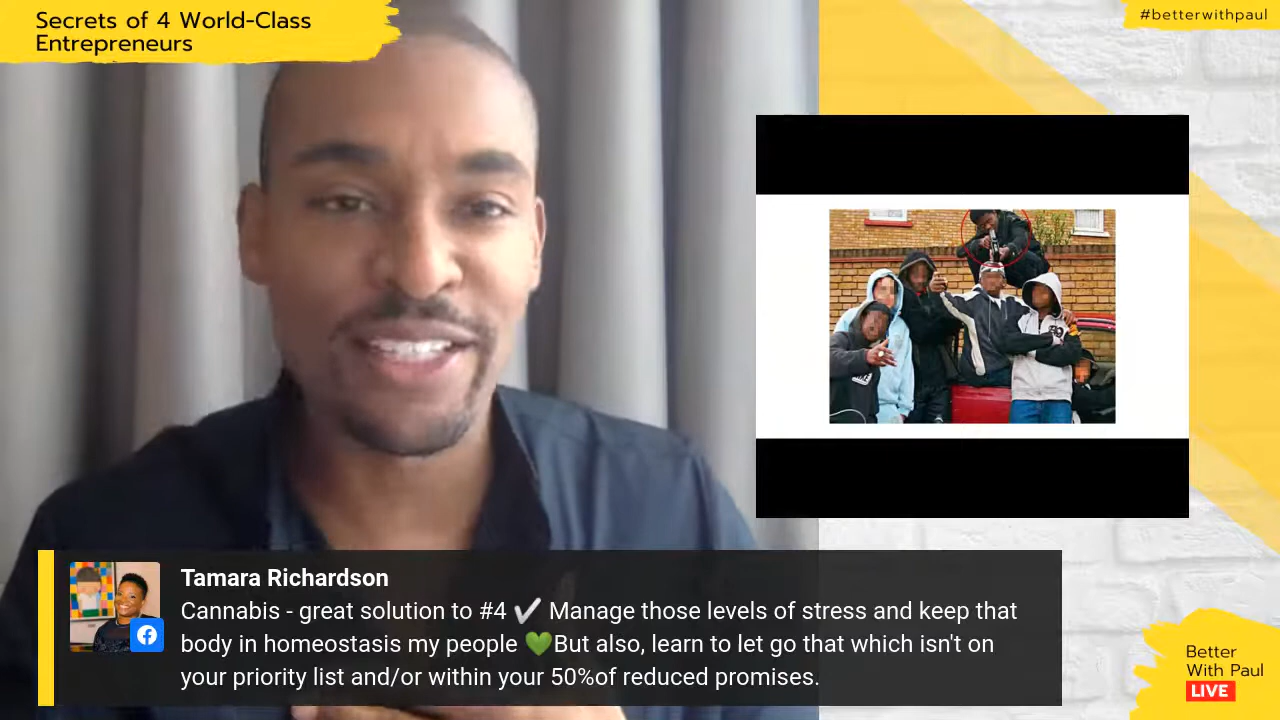 Secrets of 4 World-Class
Entrepreneurs
#betterwithpaul
Tamara Richardson
Cannabis - great solution to #4 ✔️ Manage those levels of stress and keep that
body in homeostasis my people 💚But also, learn to let go that which isn't on
your priority list and/or within your 50%of reduced promises.
Better
With Paul
LIVE